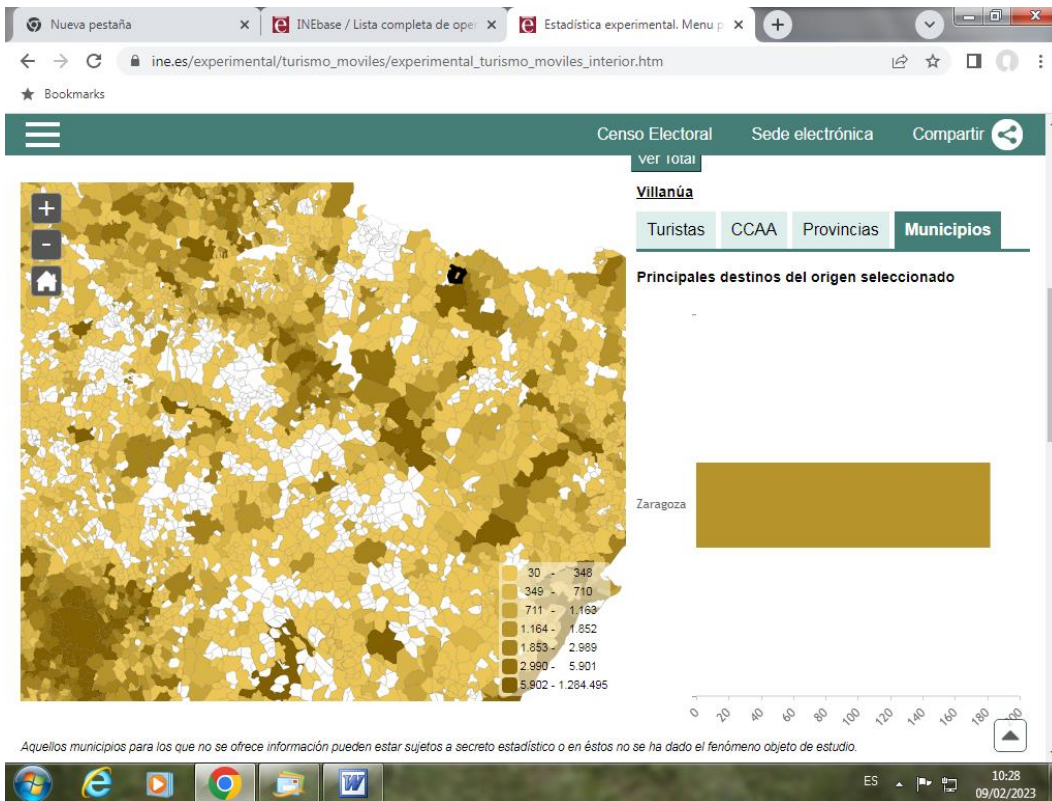 Nueva pestaña
INEbase / Lista completa de oper
Estadística experimental. Menu p
ine.es/experimental/turismo_moviles/experimental_turismo_moviles_interior.htm
Bookmarks
Censo Electoral Sede electrónica Compartir
Ver Total
Villanúa
Turistas CCAA Provincias Municipios
Principales destinos del origen seleccionado
+
-
Zaragoza
30 - 348
349 - 710
711 - 1.163
1.164 - 1.852
1.853 - 2.989
2.990 - 5.901
5.902 - 1.284.495
0 20 40 60 80 100 120 140 160 180 200
Aquellos municipios para los que no se ofrece información pueden estar sujetos a secreto estadístico o en éstos no se ha dado el fenómeno objeto de estudio.
ES
10:28
09/02/2023